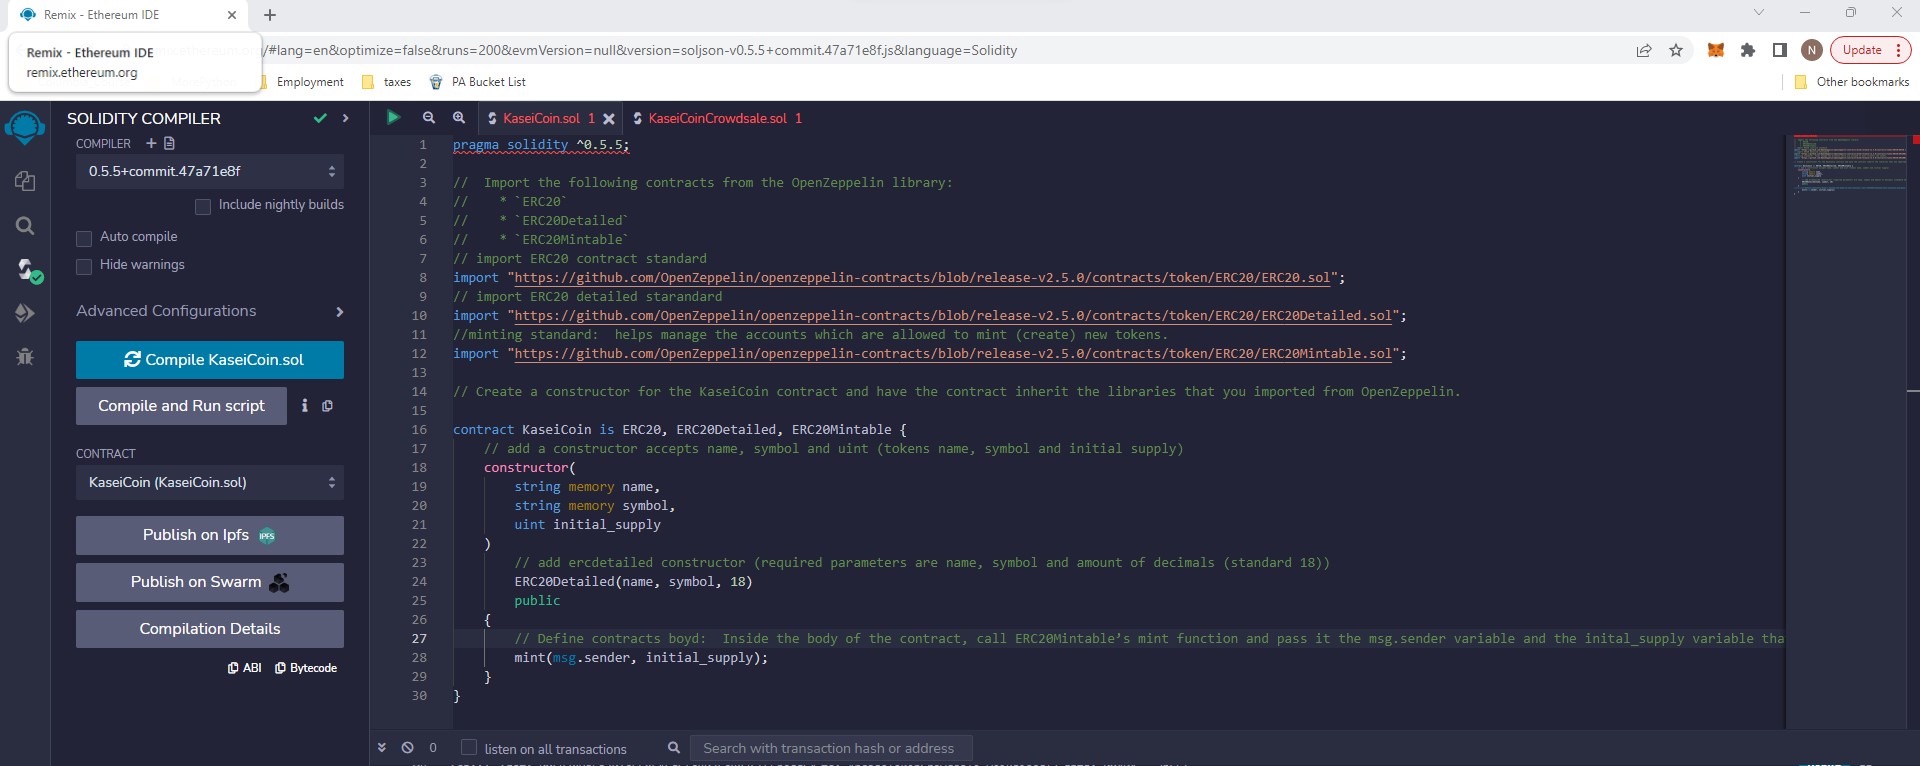 Remix - Ethereum IDE
Remix - Ethereum IDE
remix.ethereum.org
/#lang=en&optimize=false&runs=200&evmVersion=null&version=soljson-v0.5.5+commit.47a71e8f.js&language=Solidity
N
Update
Employment
taxes
PA Bucket List
Other bookmarks
SOLIDITY COMPILER
COMPILER
0.5.5+commit.47a71e8f
Include nightly builds
Auto compile
Hide warnings
Advanced Configurations
Compile KaseiCoin.sol
Compile and Run script
CONTRACT
KaseiCoin (KaseiCoin.sol)
Publish on Ipfs IPFS
Publish on Swarm
Compilation Details
ABI Bytecode
KaseiCoin.sol 1
KaseiCoinCrowdsale.sol 1
1 pragma solidity ^0.5.5;
2
3 //  Import the following contracts from the OpenZeppelin library:
4 //    * `ERC20`
5 //    * `ERC20Detailed`
6 //    * `ERC20Mintable`
7 // import ERC20 contract standard
8 import "https://github.com/OpenZeppelin/openzeppelin-contracts/blob/release-v2.5.0/contracts/token/ERC20/ERC20.sol";
9 // import ERC20 detailed starandard
10 import "https://github.com/OpenZeppelin/openzeppelin-contracts/blob/release-v2.5.0/contracts/token/ERC20/ERC20Detailed.sol";
11 //minting standard:  helps manage the accounts which are allowed to mint (create) new tokens.
12 import "https://github.com/OpenZeppelin/openzeppelin-contracts/blob/release-v2.5.0/contracts/token/ERC20/ERC20Mintable.sol";
13
14 // Create a constructor for the KaseiCoin contract and have the contract inherit the libraries that you imported from OpenZeppelin.
15
16 contract KaseiCoin is ERC20, ERC20Detailed, ERC20Mintable {
17     // add a constructor accepts name, symbol and uint (tokens name, symbol and initial supply)
18     constructor(
19         string memory name,
20         string memory symbol,
21         uint initial_supply
22     )
23         // add ercdetailed constructor (required parameters are name, symbol and amount of decimals (standard 18))
24         ERC20Detailed(name, symbol, 18)
25         public
26     {
27         // Define contracts boyd:  Inside the body of the contract, call ERC20Mintable’s mint function and pass it the msg.sender variable and the inital_supply variable tha
28         mint(msg.sender, initial_supply);
29     }
30 }
0
listen on all transactions
Search with transaction hash or address